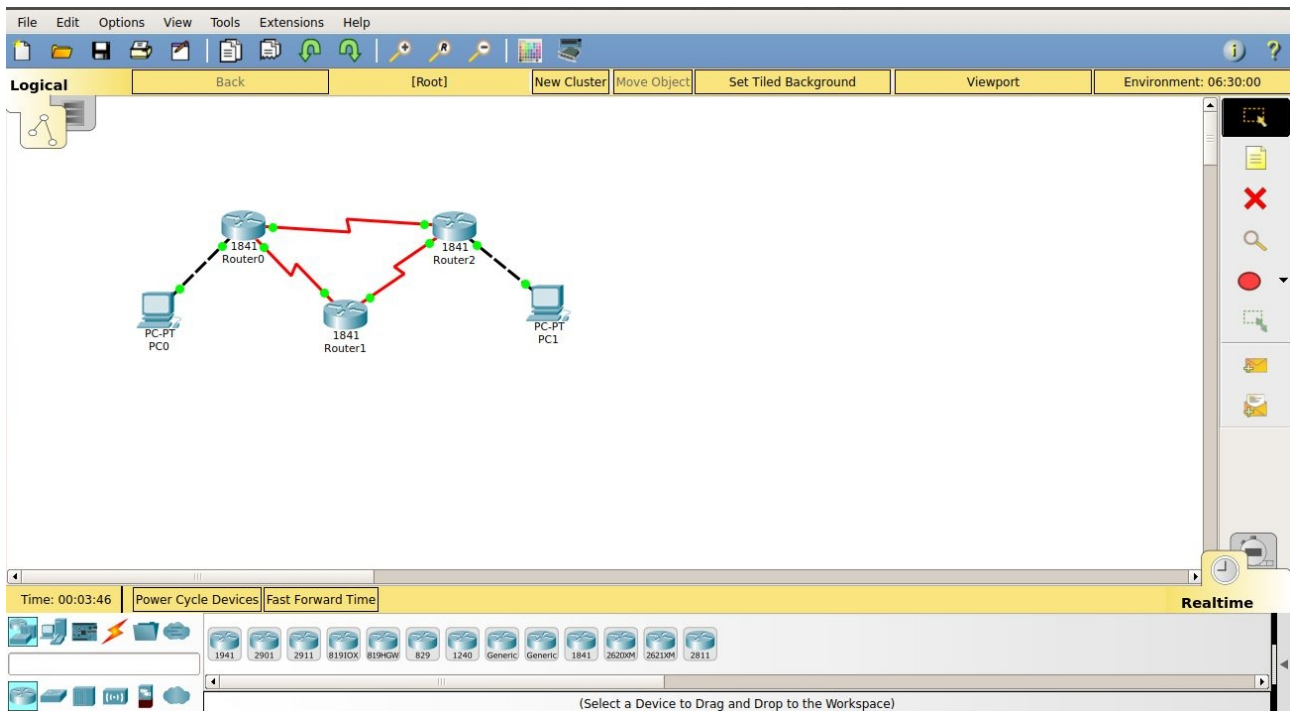 File Edit Options View Tools Extensions Help
Logical Back [Root] New Cluster Move Object Set Tiled Background Viewport Environment: 06:30:00
1841
Router0
1841
Router2
PC-PT
PC0
1841
Router1
PC-PT
PC1
Time: 00:03:46 Power Cycle Devices Fast Forward Time Realtime
1941 2901 2911 819IOX 819HGW 829 1240 Generic Generic 1841 2620XM 2621XM 2811
(Select a Device to Drag and Drop to the Workspace)